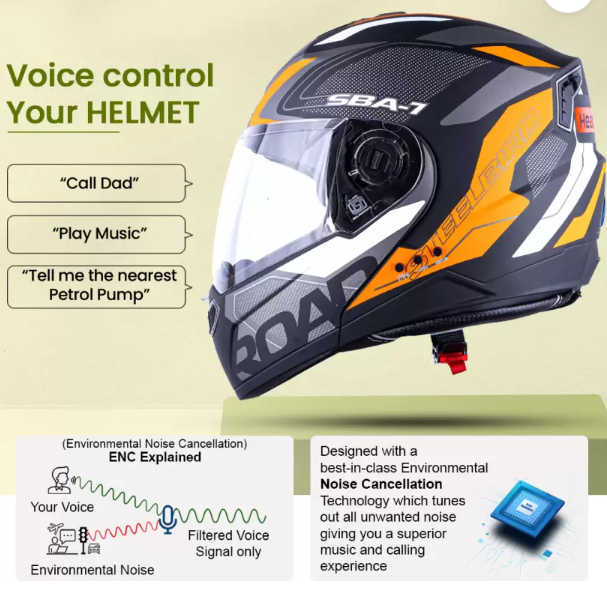 Voice control
Your HELMET
“Call Dad”
“Play Music”
“Tell me the nearest
Petrol Pump”
SBA-7
STEELBIRD
ROAD
(Environmental Noise Cancellation)
ENC Explained
Your Voice
Filtered Voice
Signal only
Environmental Noise
Designed with a
best-in-class Environmental
Noise Cancellation
Technology which tunes
out all unwanted noise
giving you a superior
music and calling
experience